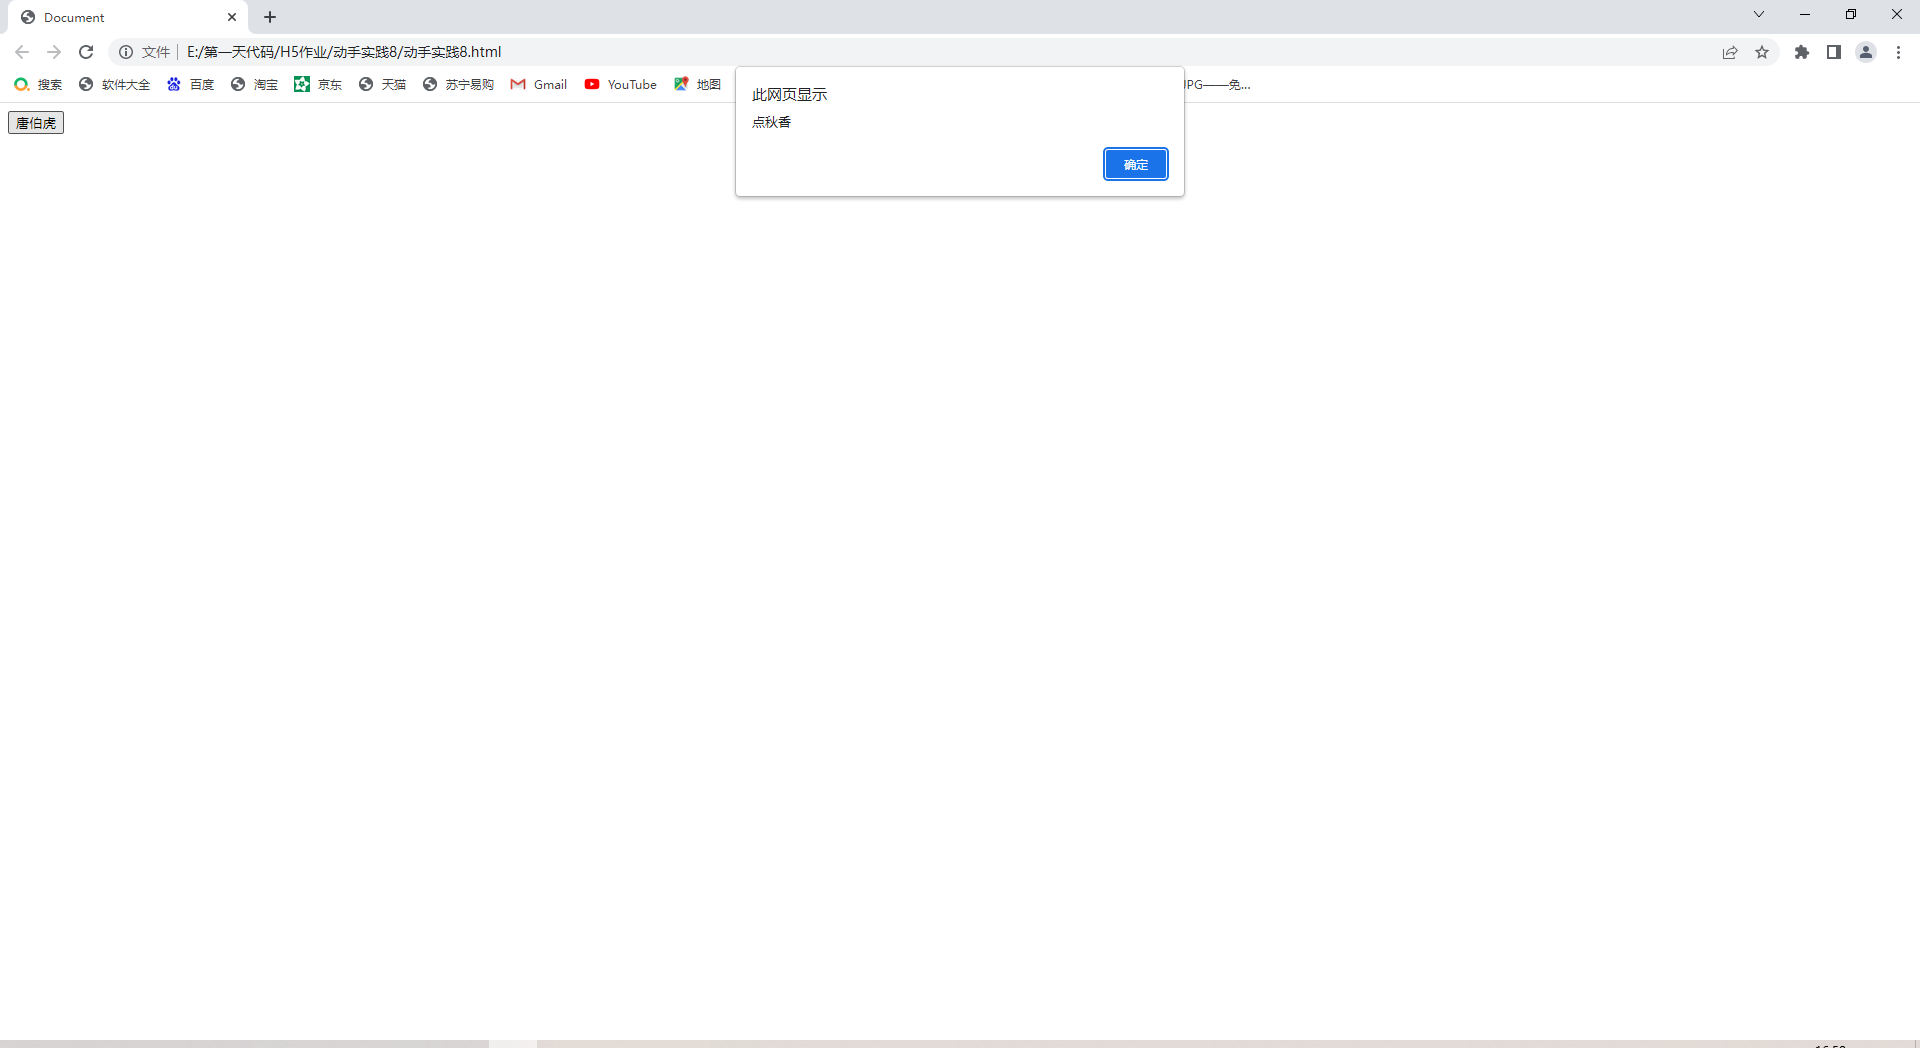 Document
文件 E:/第一天代码/H5作业/动手实践8/动手实践8.html
搜索 软件大全 百度 淘宝 京东 天猫 苏宁易购 Gmail YouTube 地图 JPG——免...
此网页显示
点秋香
确定
唐伯虎